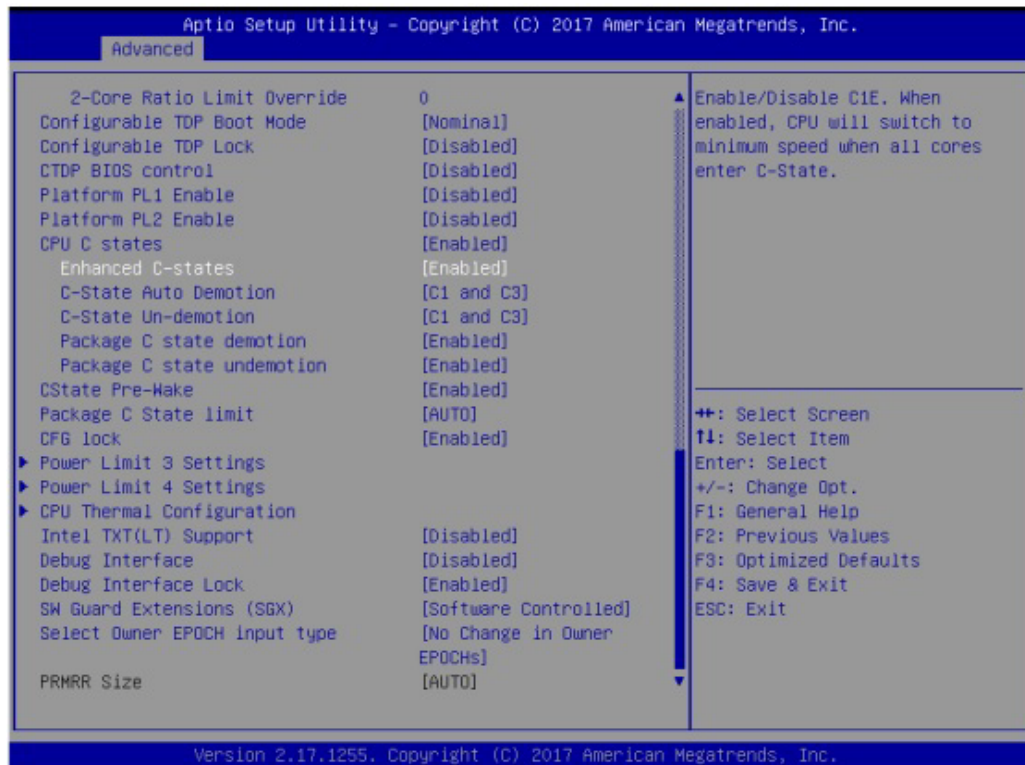 Aptio Setup Utility – Copyright (C) 2017 American Megatrends, Inc.
Advanced
2-Core Ratio Limit Override 0
Configurable TDP Boot Mode [Nominal]
Configurable TDP Lock [Disabled]
CTDP BIOS control [Disabled]
Platform PL1 Enable [Disabled]
Platform PL2 Enable [Disabled]
CPU C states [Enabled]
Enhanced C-states [Enabled]
C-State Auto Demotion [C1 and C3]
C-State Un-demotion [C1 and C3]
Package C state demotion [Enabled]
Package C state undemotion [Enabled]
CState Pre-Wake [Enabled]
Package C State limit [AUTO]
CFG lock [Enabled]
Power Limit 3 Settings
Power Limit 4 Settings
CPU Thermal Configuration
Intel TXT(LT) Support [Disabled]
Debug Interface [Disabled]
Debug Interface Lock [Enabled]
SW Guard Extensions (SGX) [Software Controlled]
Select Owner EPOCH input type [No Change in Owner
EPOCHs]
PRMRR Size [AUTO]
Enable/Disable C1E. When
enabled, CPU will switch to
minimum speed when all cores
enter C-State.
→←: Select Screen
↑↓: Select Item
Enter: Select
+/-: Change Opt.
F1: General Help
F2: Previous Values
F3: Optimized Defaults
F4: Save & Exit
ESC: Exit
Version 2.17.1255. Copyright (C) 2017 American Megatrends, Inc.